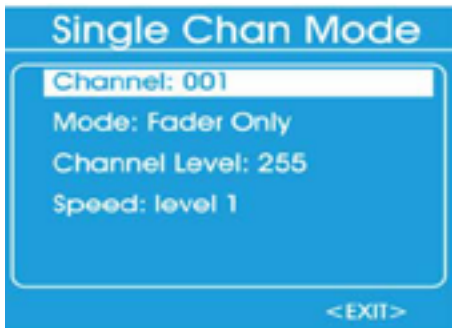 Single Chan Mode
Channel: 001
Mode: Fader Only
Channel Level: 255
Speed: level 1
<EXIT>